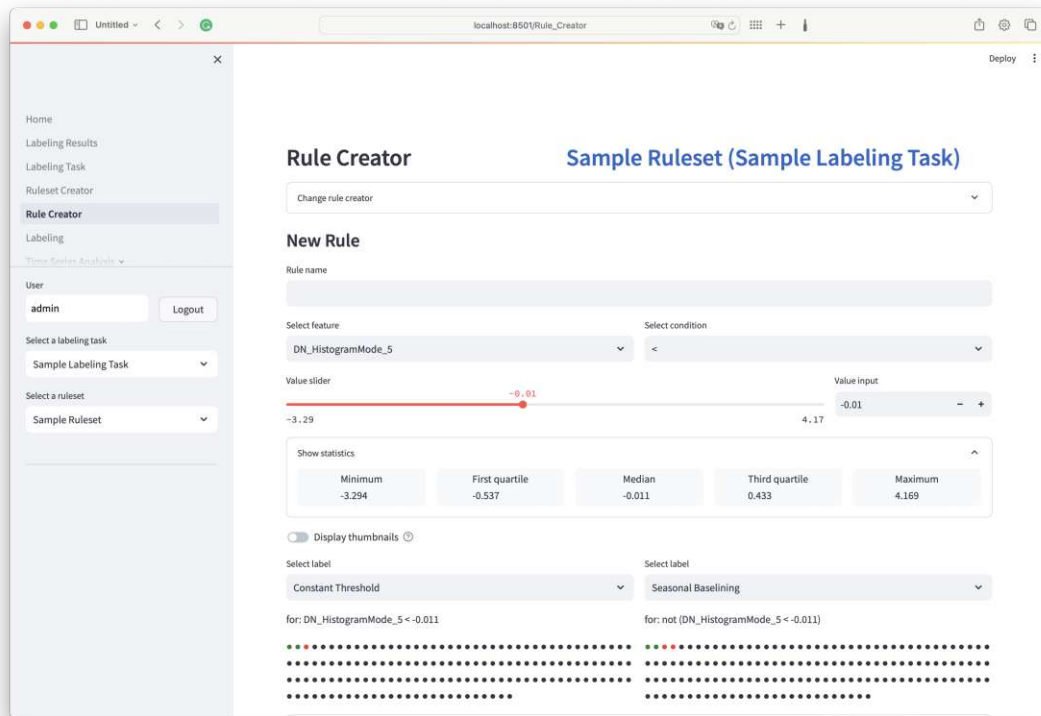 Untitled
localhost:8501/Rule_Creator
Deploy
Home
Labeling Results
Labeling Task
Ruleset Creator
Rule Creator
Labeling
Time Series Analysis
User
admin
Logout
Select a labeling task
Sample Labeling Task
Select a ruleset
Sample Ruleset
Rule Creator
Sample Ruleset (Sample Labeling Task)
Change rule creator
New Rule
Rule name
Select feature
Select condition
DN_HistogramMode_5
<
Value slider
Value input
-0.01
-0.01
-3.29
4.17
Show statistics
Minimum
First quartile
Median
Third quartile
Maximum
-3.294
-0.537
-0.011
0.433
4.169
Display thumbnails
Select label
Select label
Constant Threshold
Seasonal Baselining
for: DN_HistogramMode_5 < -0.011
for: not (DN_HistogramMode_5 < -0.011)